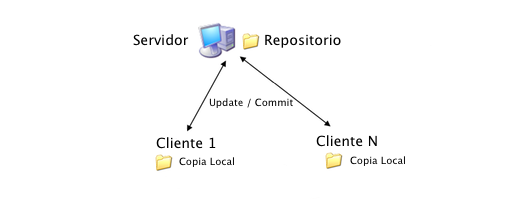 Servidor
Repositorio
Update / Commit
Cliente 1
Copia Local
Cliente N
Copia Local